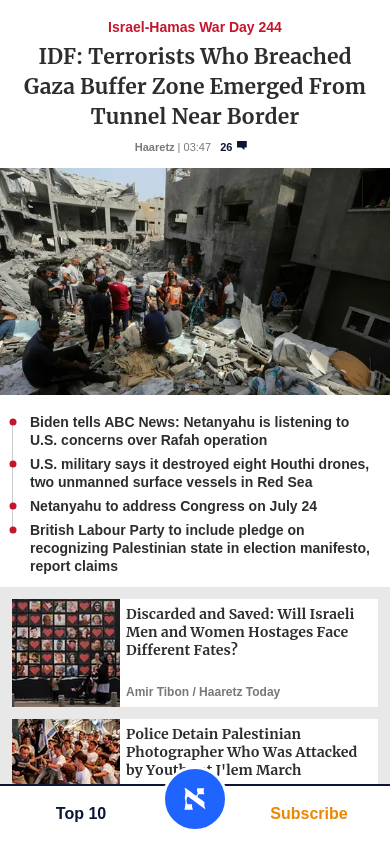 Israel-Hamas War Day 244
IDF: Terrorists Who Breached
Gaza Buffer Zone Emerged From
Tunnel Near Border
Haaretz | 03:47 26
Biden tells ABC News: Netanyahu is listening to
U.S. concerns over Rafah operation
U.S. military says it destroyed eight Houthi drones,
two unmanned surface vessels in Red Sea
Netanyahu to address Congress on July 24
British Labour Party to include pledge on
recognizing Palestinian state in election manifesto,
report claims
Discarded and Saved: Will Israeli
Men and Women Hostages Face
Different Fates?
Amir Tibon / Haaretz Today
Police Detain Palestinian
Photographer Who Was Attacked
by J'lem March
Top 10
Subscribe